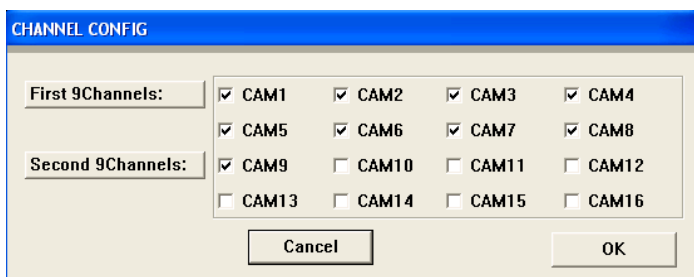 CHANNEL CONFIG
First 9Channels:
CAM1 CAM2 CAM3 CAM4
CAM5 CAM6 CAM7 CAM8
Second 9Channels:
CAM9 CAM10 CAM11 CAM12
CAM13 CAM14 CAM15 CAM16
Cancel OK